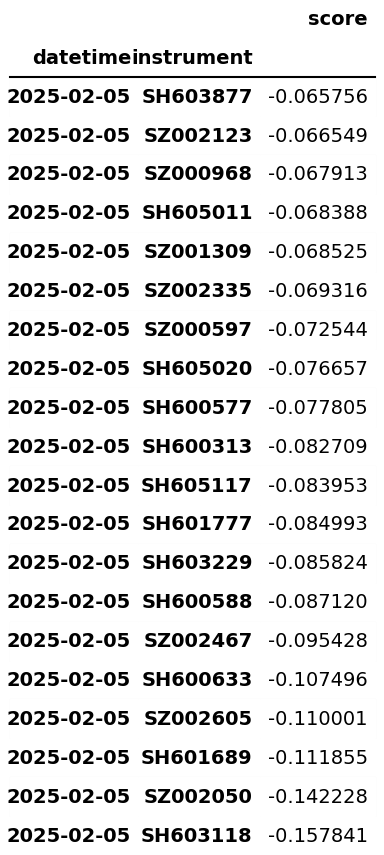 score
datetime instrument
2025-02-05 SH603877 -0.065756
2025-02-05 SZ002123 -0.066549
2025-02-05 SZ000968 -0.067913
2025-02-05 SH605011 -0.068388
2025-02-05 SZ001309 -0.068525
2025-02-05 SZ002335 -0.069316
2025-02-05 SZ000597 -0.072544
2025-02-05 SH605020 -0.076657
2025-02-05 SH600577 -0.077805
2025-02-05 SH600313 -0.082709
2025-02-05 SH605117 -0.083953
2025-02-05 SH601777 -0.084993
2025-02-05 SH603229 -0.085824
2025-02-05 SH600588 -0.087120
2025-02-05 SZ002467 -0.095428
2025-02-05 SH600633 -0.107496
2025-02-05 SZ002605 -0.110001
2025-02-05 SH601689 -0.111855
2025-02-05 SZ002050 -0.142228
2025-02-05 SH603118 -0.157841